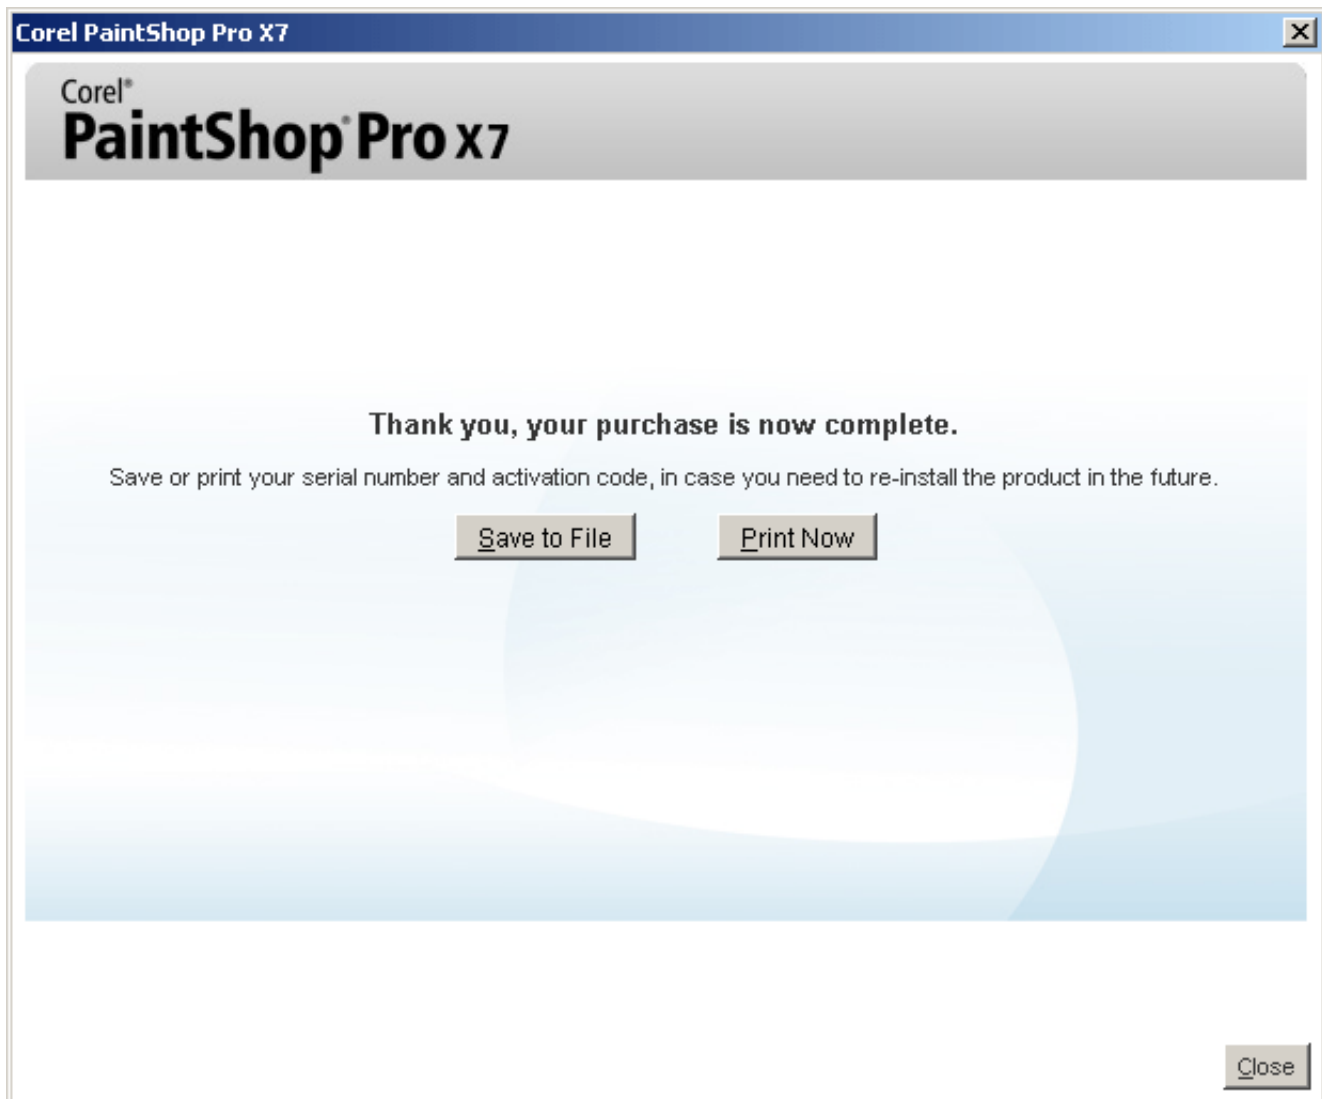 Corel PaintShop Pro X7
Corel®
PaintShop® Pro X7
Thank you, your purchase is now complete.
Save or print your serial number and activation code, in case you need to re-install the product in the future.
Save to File
Print Now
Close